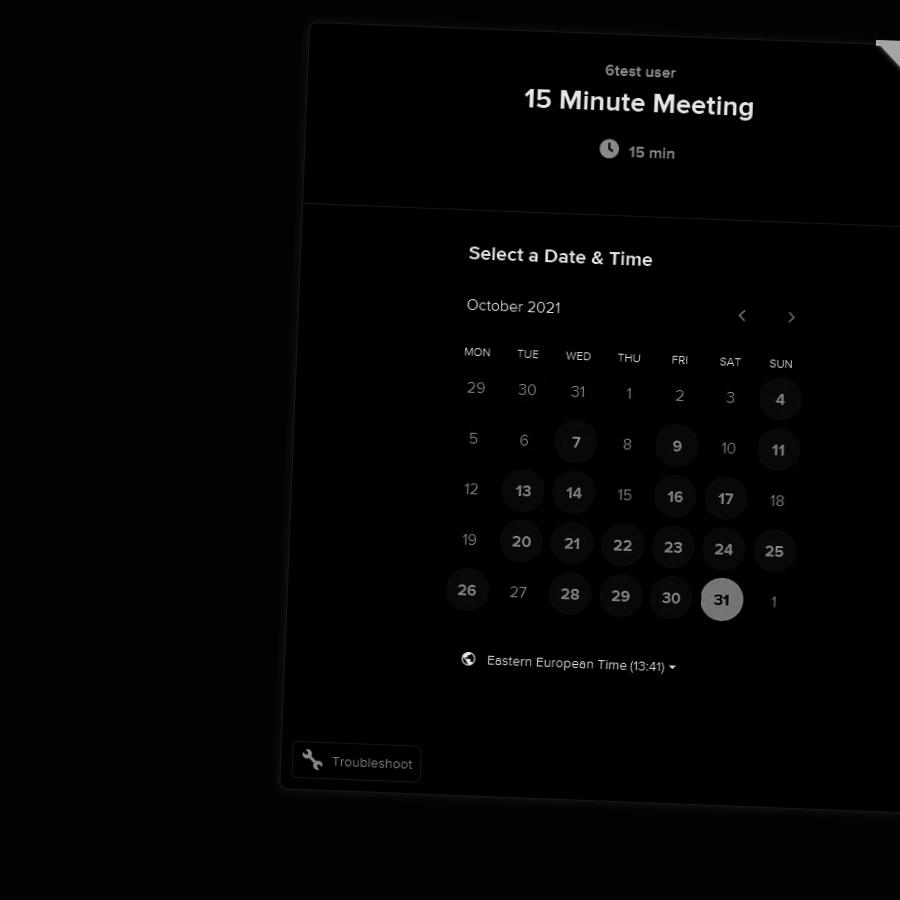 6test user
15 Minute Meeting
15 min
Select a Date & Time
October 2021
MON TUE WED THU FRI SAT SUN
29 30 31 1 2 3 4
5 6 7 8 9 10 11
12 13 14 15 16 17 18
19 20 21 22 23 24 25
26 27 28 29 30 31 1
Eastern European Time (13:41)
Troubleshoot